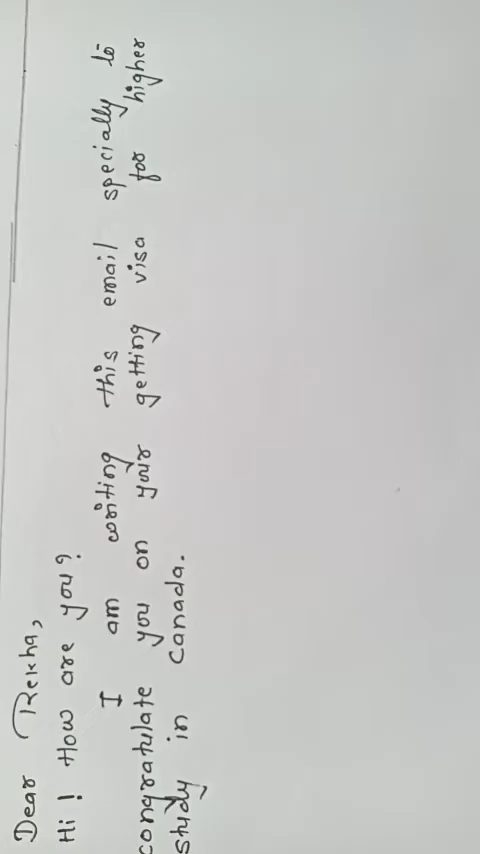 Dear Rekha,
Hi! How are you?
I am writing this email specially to
congratulate you on your getting visa for higher
study in Canada.